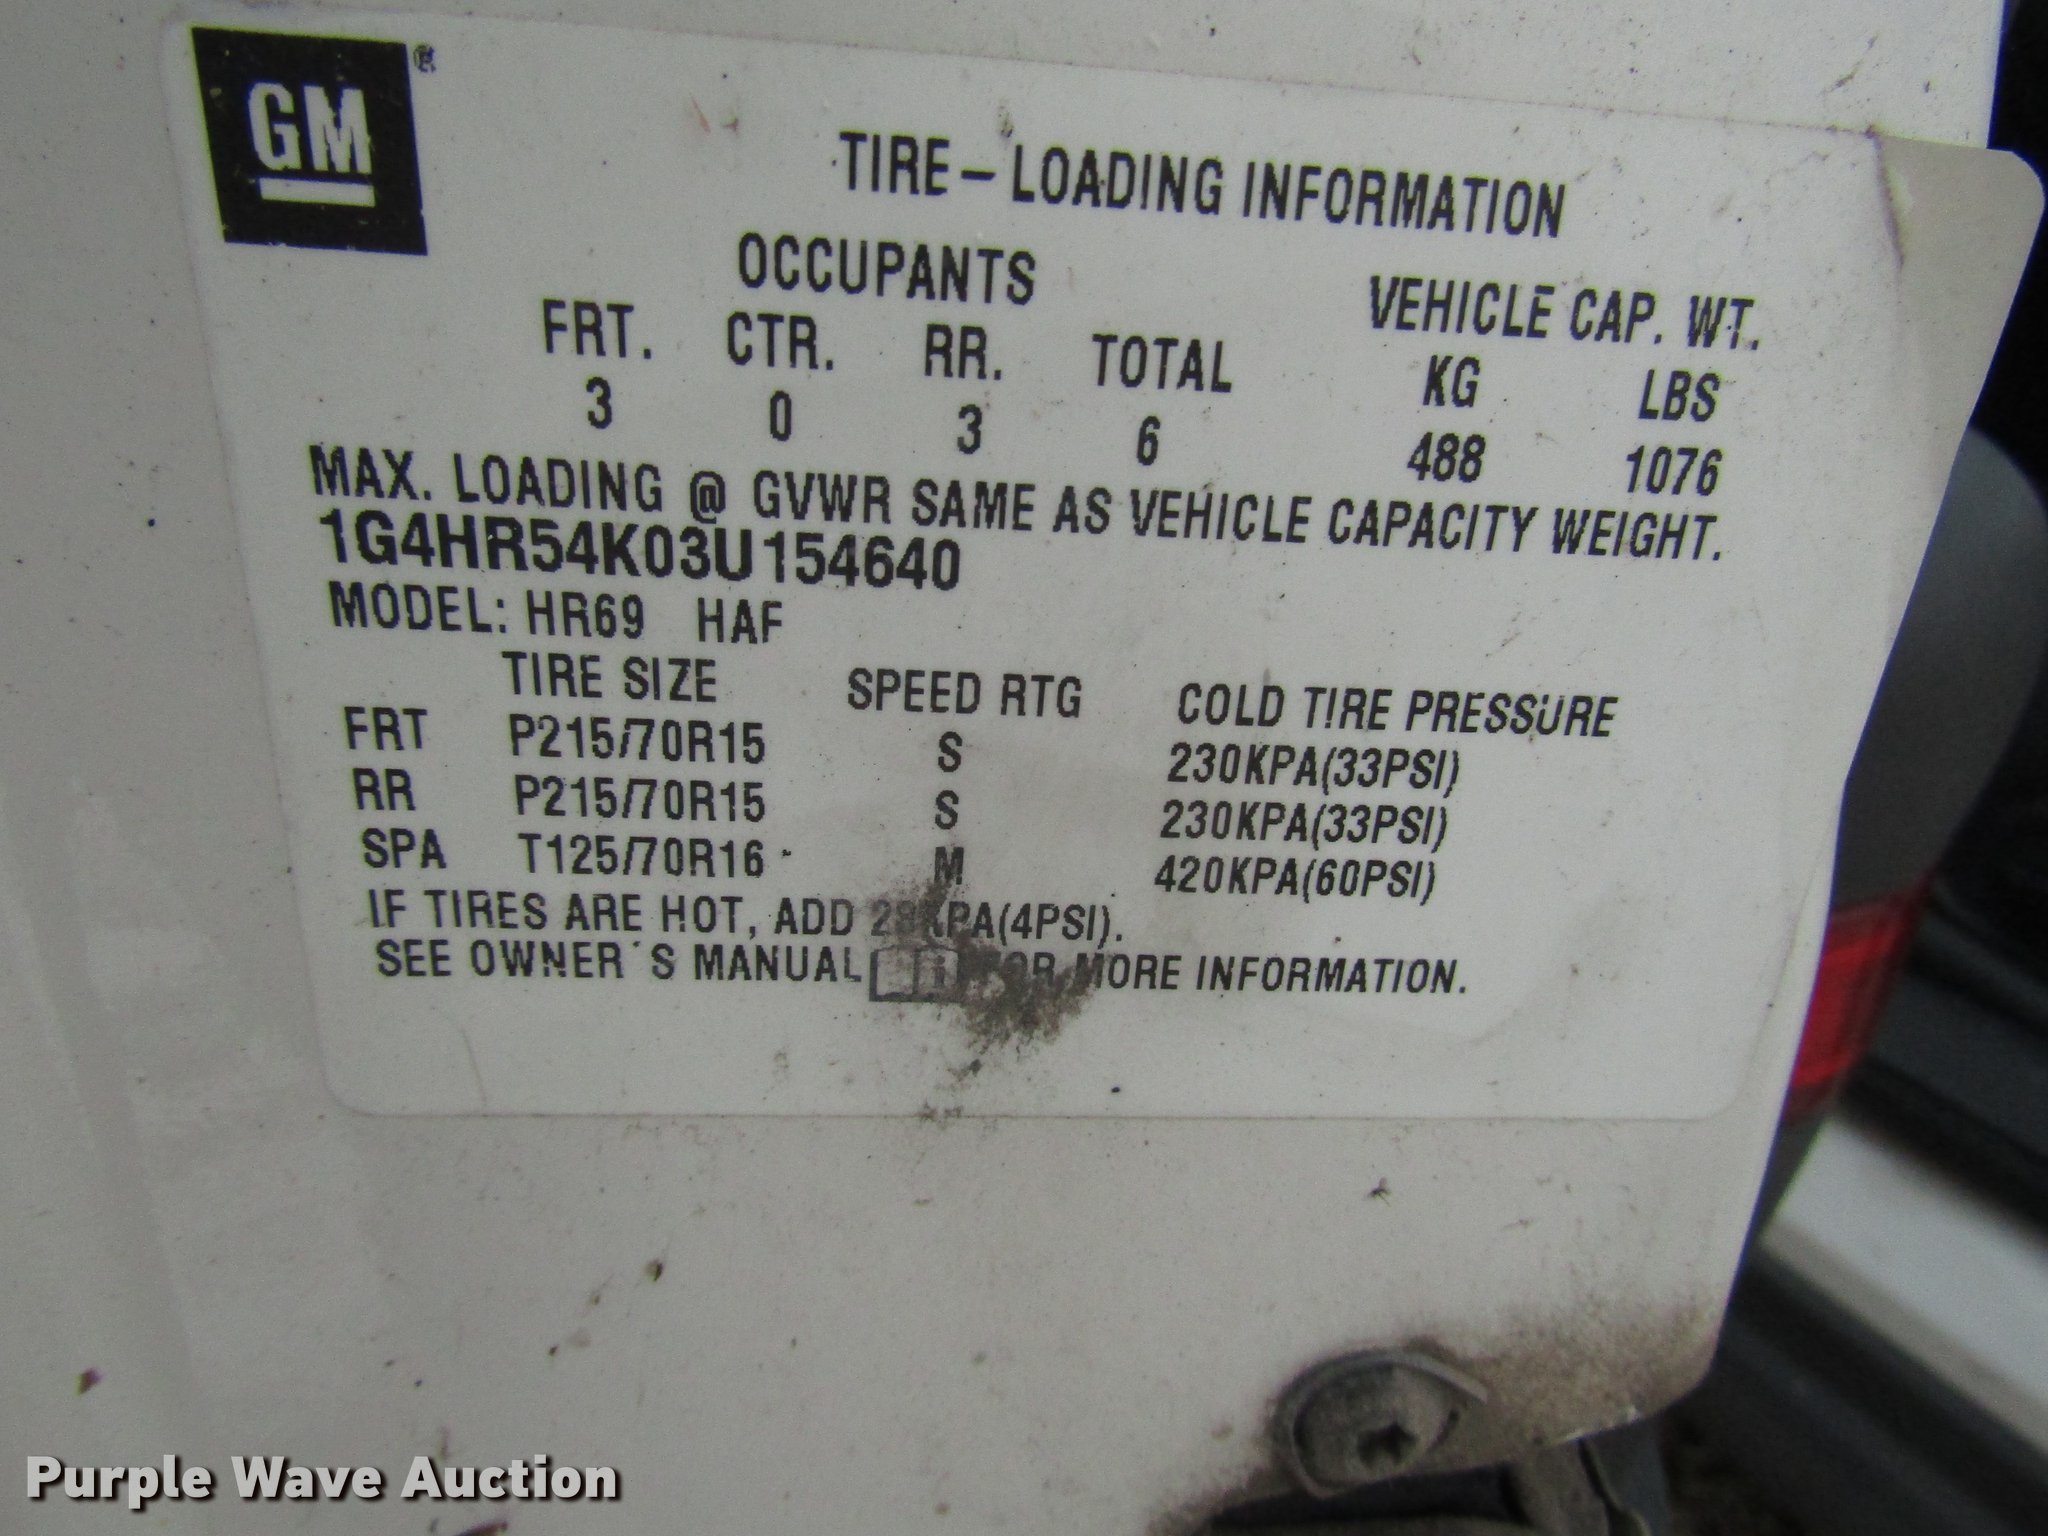 GM ®
TIRE – LOADING INFORMATION
OCCUPANTS VEHICLE CAP. WT.
FRT. CTR. RR. TOTAL KG LBS
3 0 3 6 488 1076
MAX. LOADING @ GVWR SAME AS VEHICLE CAPACITY WEIGHT.
1G4HR54K03U154640
MODEL: HR69 HAF
TIRE SIZE SPEED RTG COLD TIRE PRESSURE
FRT P215/70R15 S 230KPA(33PSI)
RR P215/70R15 S 230KPA(33PSI)
SPA T125/70R16 M 420KPA(60PSI)
IF TIRES ARE HOT, ADD 28KPA(4PSI).
SEE OWNER'S MANUAL i FOR MORE INFORMATION.
Purple Wave Auction